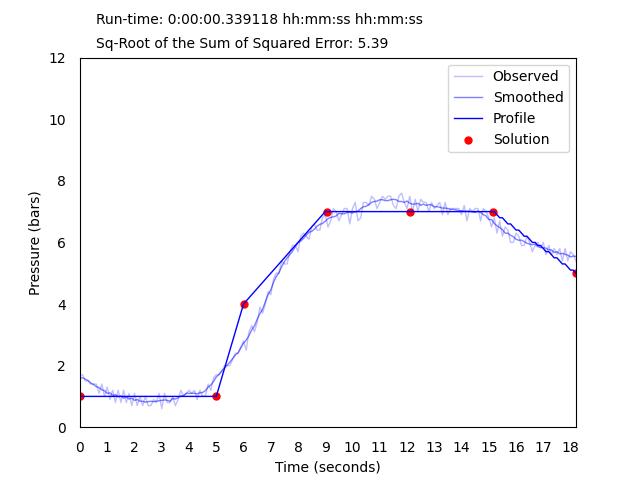 Run-time: 0:00:00.339118 hh:mm:ss hh:mm:ss
Sq-Root of the Sum of Squared Error: 5.39
12
10
8
6
4
2
0
Pressure (bars)
Observed
Smoothed
Profile
Solution
0 1 2 3 4 5 6 7 8 9 10 11 12 13 14 15 16 17 18
Time (seconds)